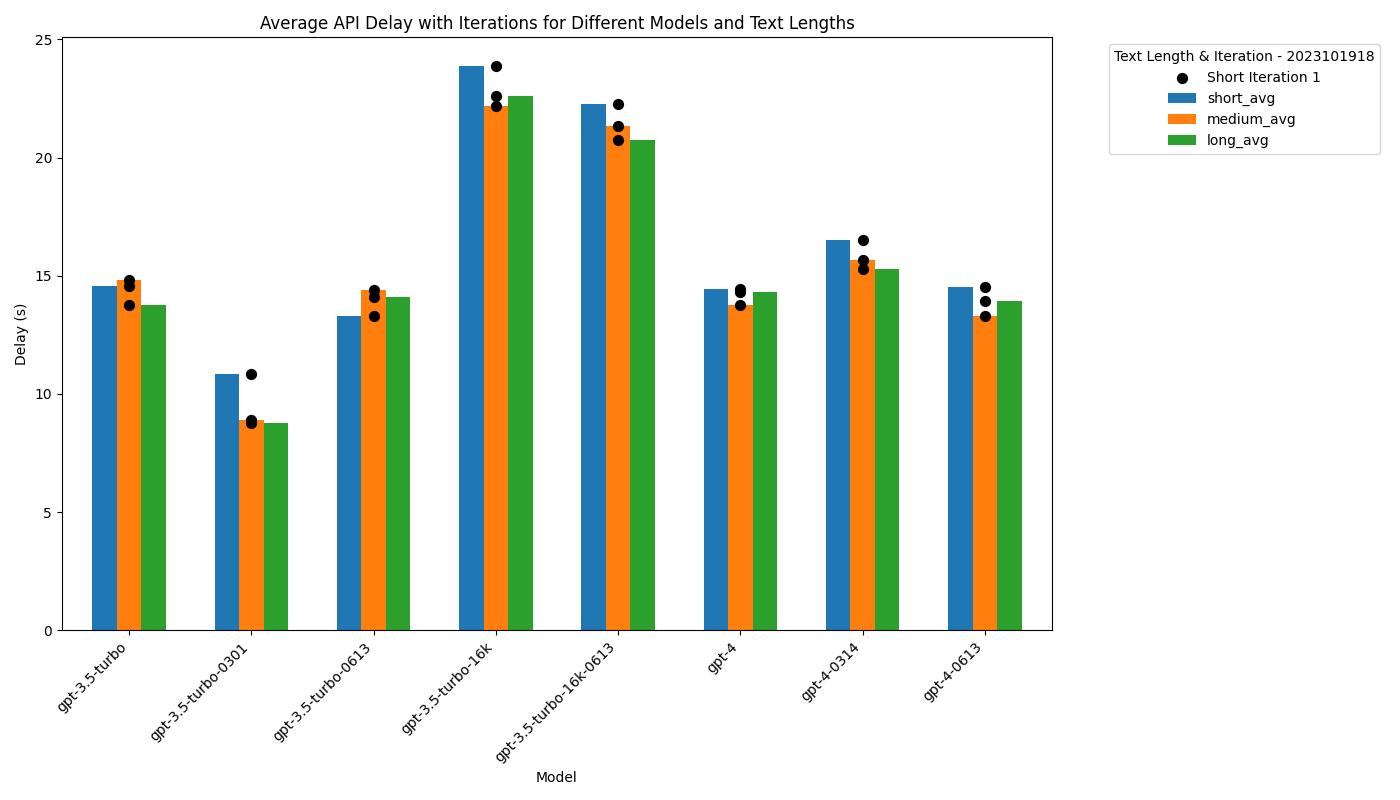 Average API Delay with Iterations for Different Models and Text Lengths
Text Length & Iteration - 2023101918
Short Iteration 1
short_avg
medium_avg
long_avg
Delay (s)
25
20
15
10
5
0
gpt-3.5-turbo
gpt-3.5-turbo-0301
gpt-3.5-turbo-0613
gpt-3.5-turbo-16k
gpt-3.5-turbo-16k-0613
gpt-4
gpt-4-0314
gpt-4-0613
Model